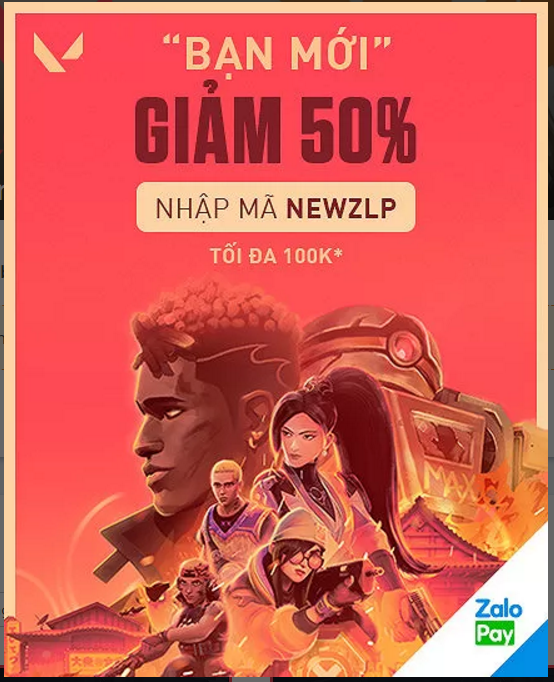 “BẠN MỚI”
GIẢM 50%
NHẬP MÃ NEWZLP
TỐI ĐA 100K*
MAX
Zalo
Pay